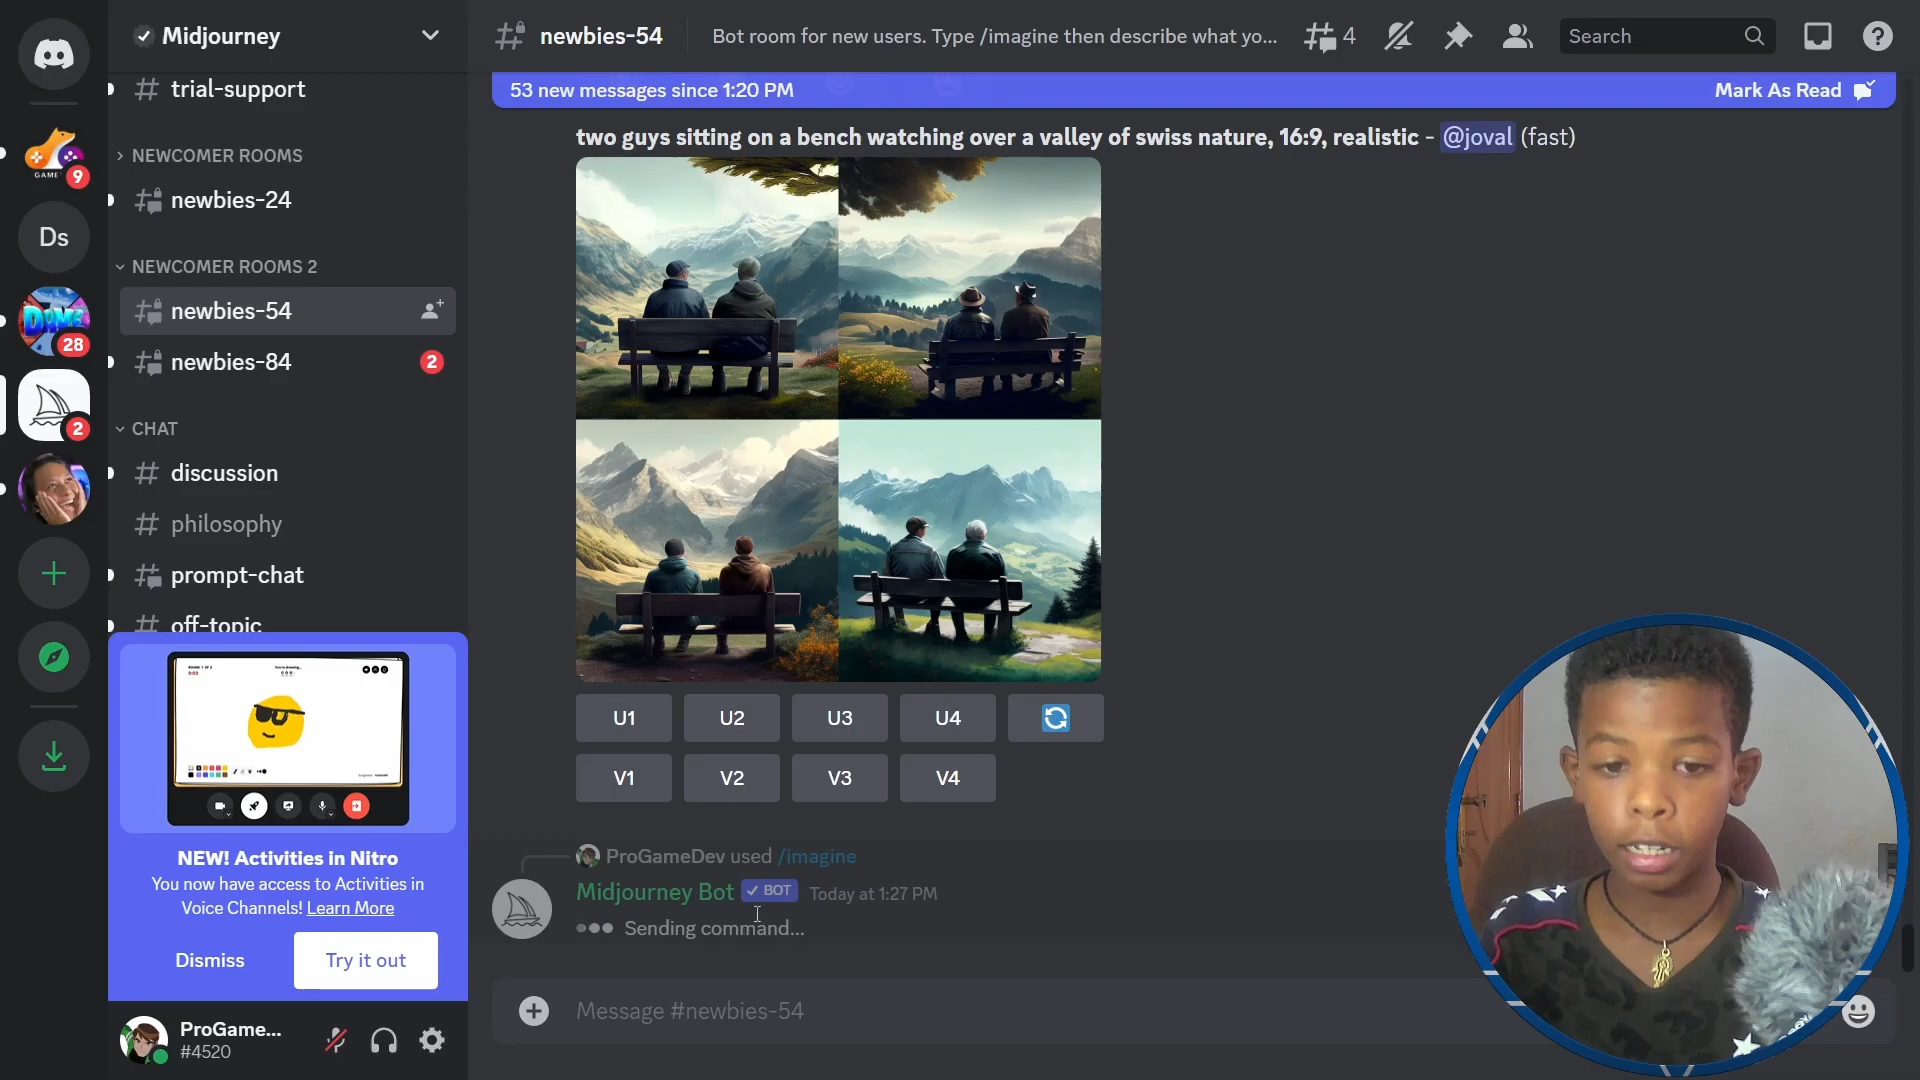 Midjourney
newbies-54
Bot room for new users. Type /imagine then describe what yo...
4
Search
trial-support
53 new messages since 1:20 PM
Mark As Read
two guys sitting on a bench watching over a valley of swiss nature, 16:9, realistic - @joval (fast)
NEWCOMER ROOMS
newbies-24
GAME
9
Ds
NEWCOMER ROOMS 2
newbies-54
DOME
28
newbies-84
2
2
CHAT
discussion
philosophy
prompt-chat
off-topic
U1
U2
U3
U4
V1
V2
V3
V4
NEW! Activities in Nitro
You now have access to Activities in
Voice Channels! Learn More
Dismiss
Try it out
ProGameDev used /imagine
Midjourney Bot
BOT
Today at 1:27 PM
Sending command...
Message #newbies-54
ProGame...
#4520